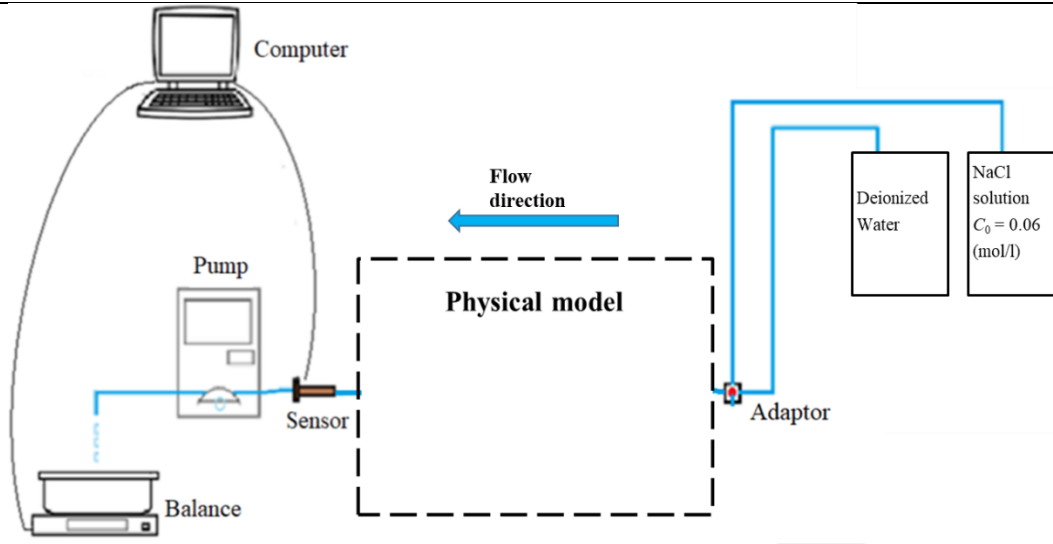 Computer
Flow
direction
Deionized
Water
NaCl
solution
C₀ = 0.06
(mol/l)
Pump
Physical model
Sensor
Adaptor
Balance